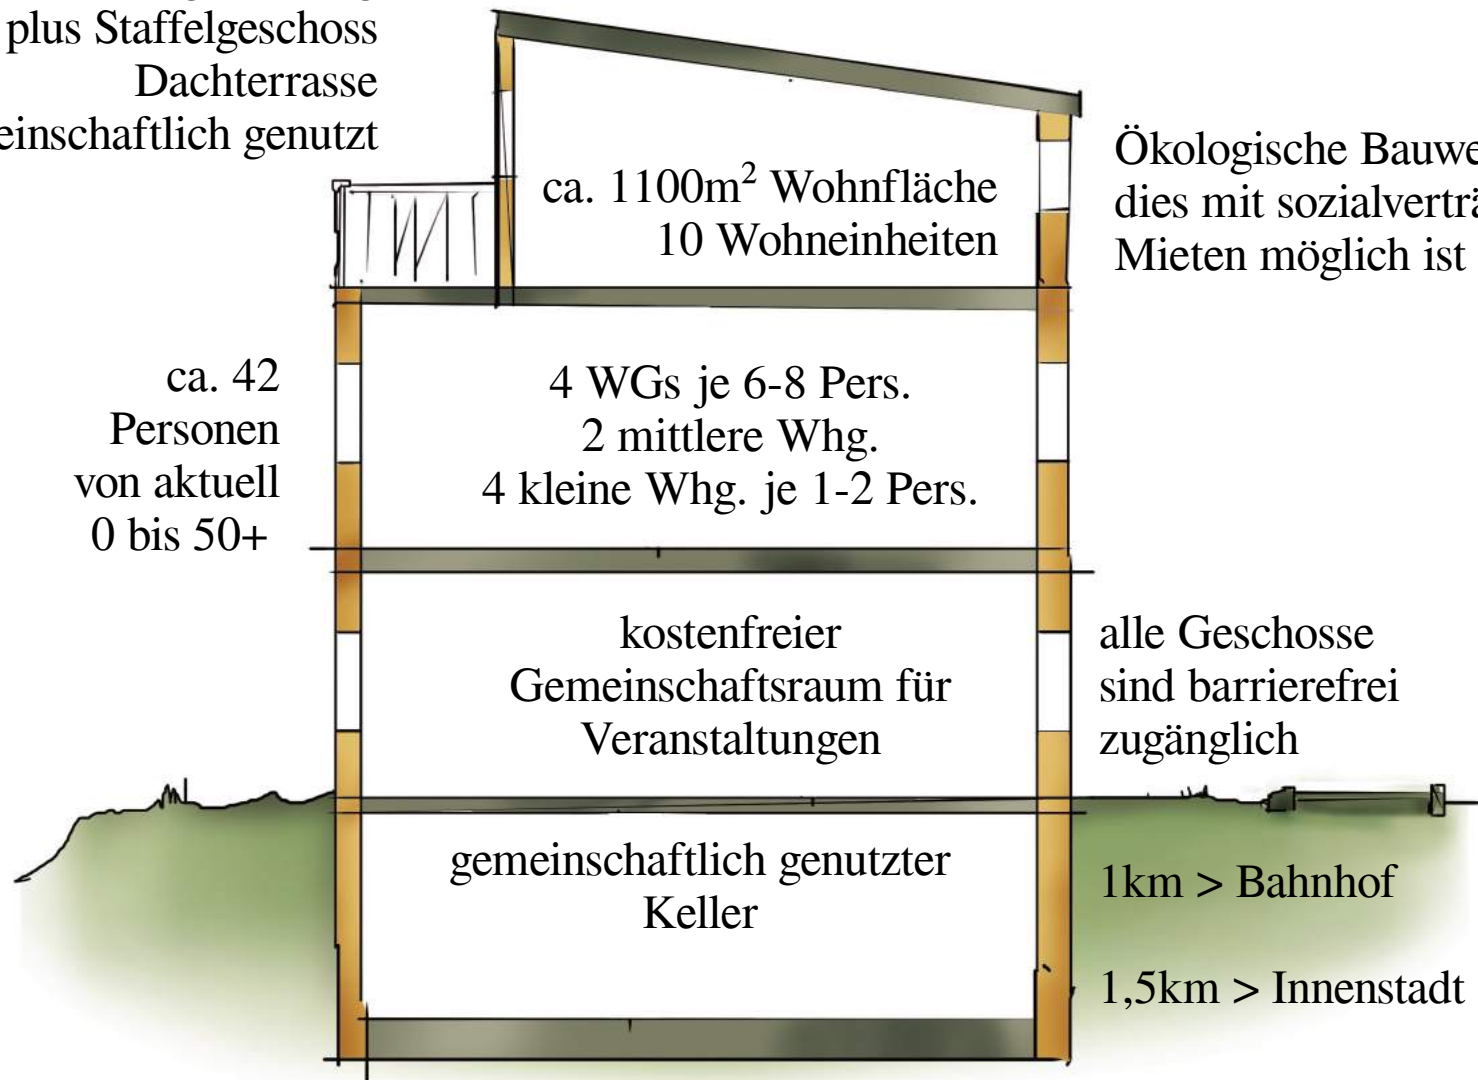 plus Staffelgeschoss
Dachterrasse
einschaftlich genutzt
ca. 1100m² Wohnfläche
10 Wohneinheiten
Ökologische Bauwe
dies mit sozialverträ
Mieten möglich ist
ca. 42
Personen
von aktuell
0 bis 50+
4 WGs je 6-8 Pers.
2 mittlere Whg.
4 kleine Whg. je 1-2 Pers.
kostenfreier
Gemeinschaftsraum für
Veranstaltungen
alle Geschosse
sind barrierefrei
zugänglich
gemeinschaftlich genutzter
Keller
1km > Bahnhof
1,5km > Innenstadt